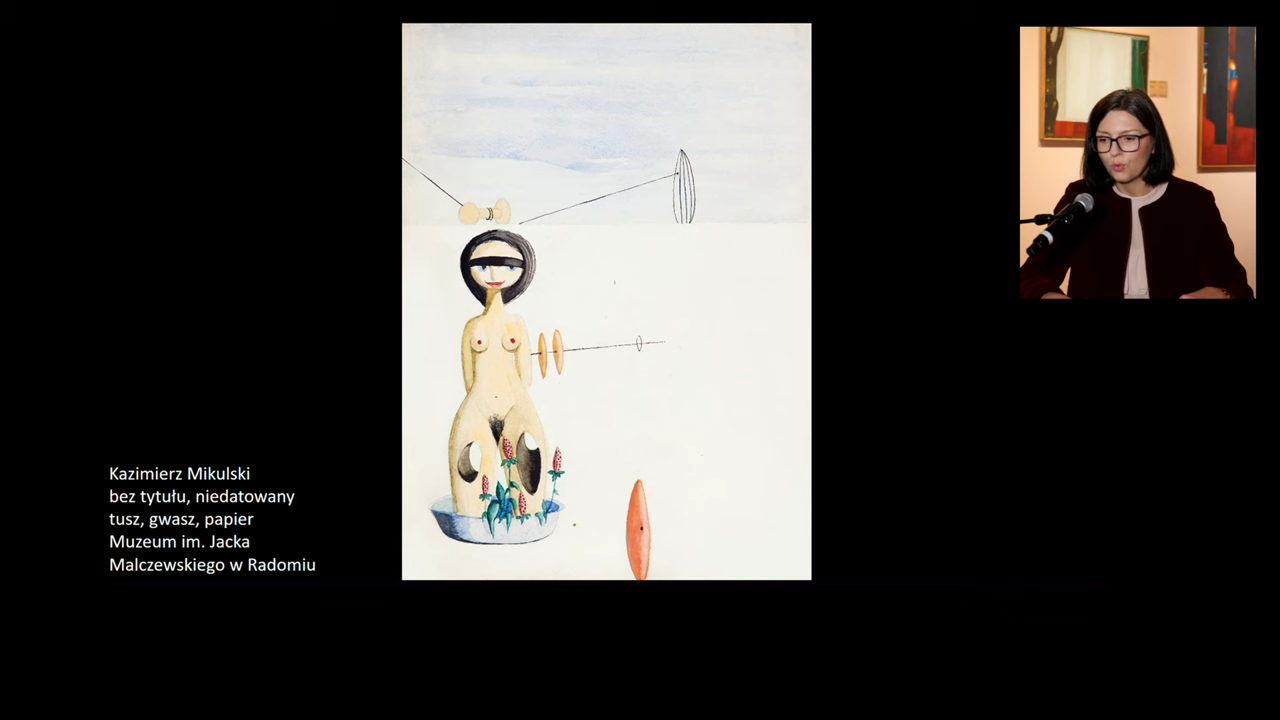 Kazimierz Mikulski
bez tytułu, niedatowany
tusz, gwasz, papier
Muzeum im. Jacka
Malczewskiego w Radomiu